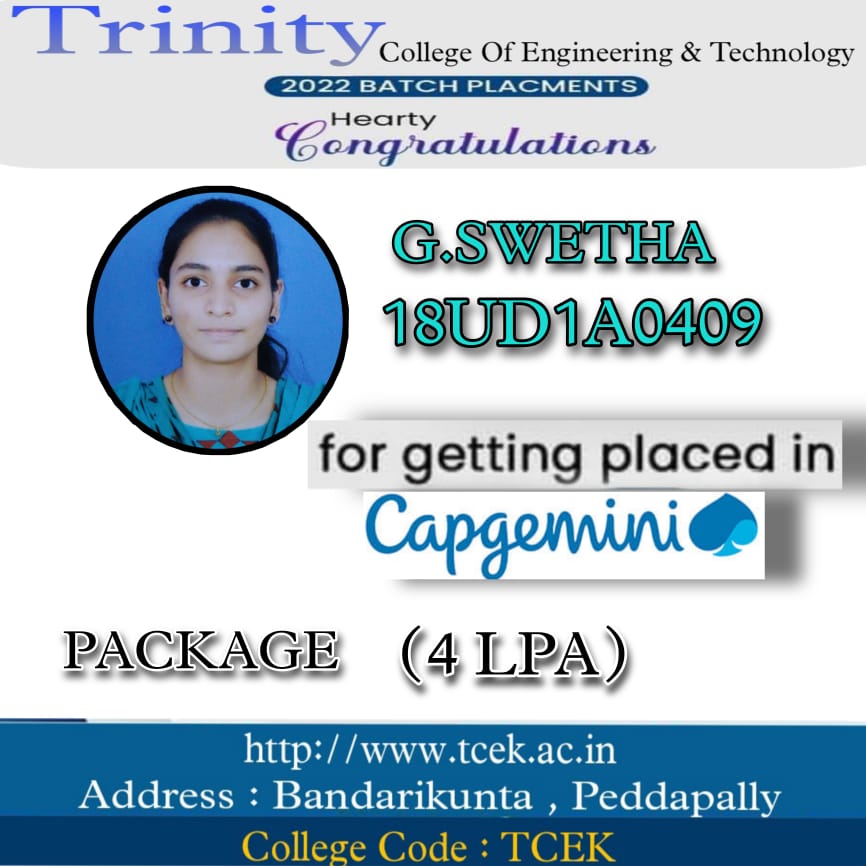 Trinity College Of Engineering & Technology
2022 BATCH PLACMENTS
Hearty
Congratulations
G.SWETHA
18UD1A0409
for getting placed in
Capgemini
PACKAGE (4 LPA)
http://www.tcek.ac.in
Address : Bandarikunta , Peddapally
College Code : TCEK